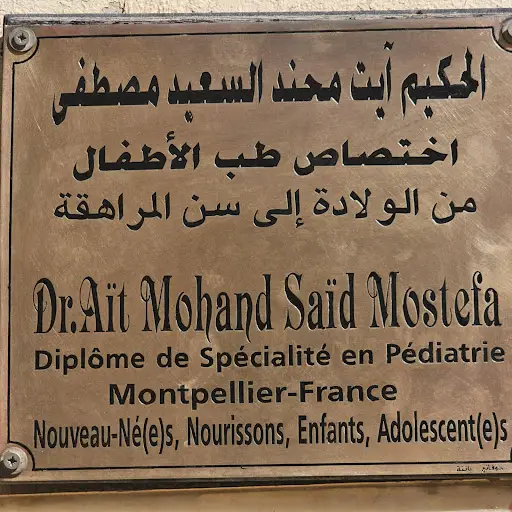 الحكيم آيت محند السعيد مصطفى
اختصاص طب الأطفال
من الولادة إلى سن المراهقة
Dr.Aït Mohand Saïd Mostefa
Diplôme de Spécialité en Pédiatrie
Montpellier-France
Nouveau-Né(e)s, Nourissons, Enfants, Adolescent(e)s